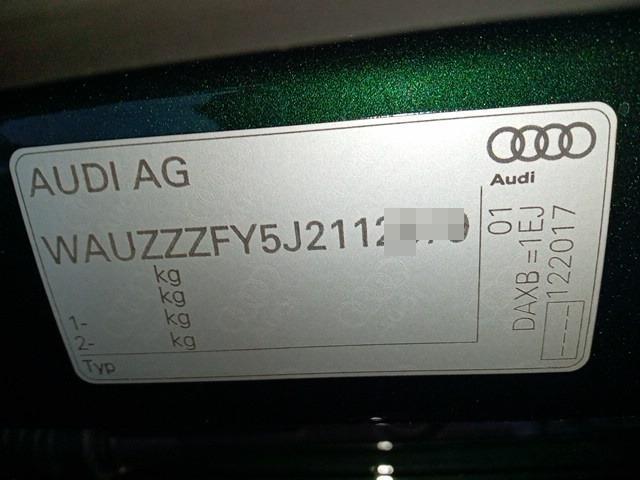 AUDI AG
Audi
WAUZZZFY5J2112
kg
kg
1- kg
2- kg
Typ
01
DAXB =1EJ
----122017